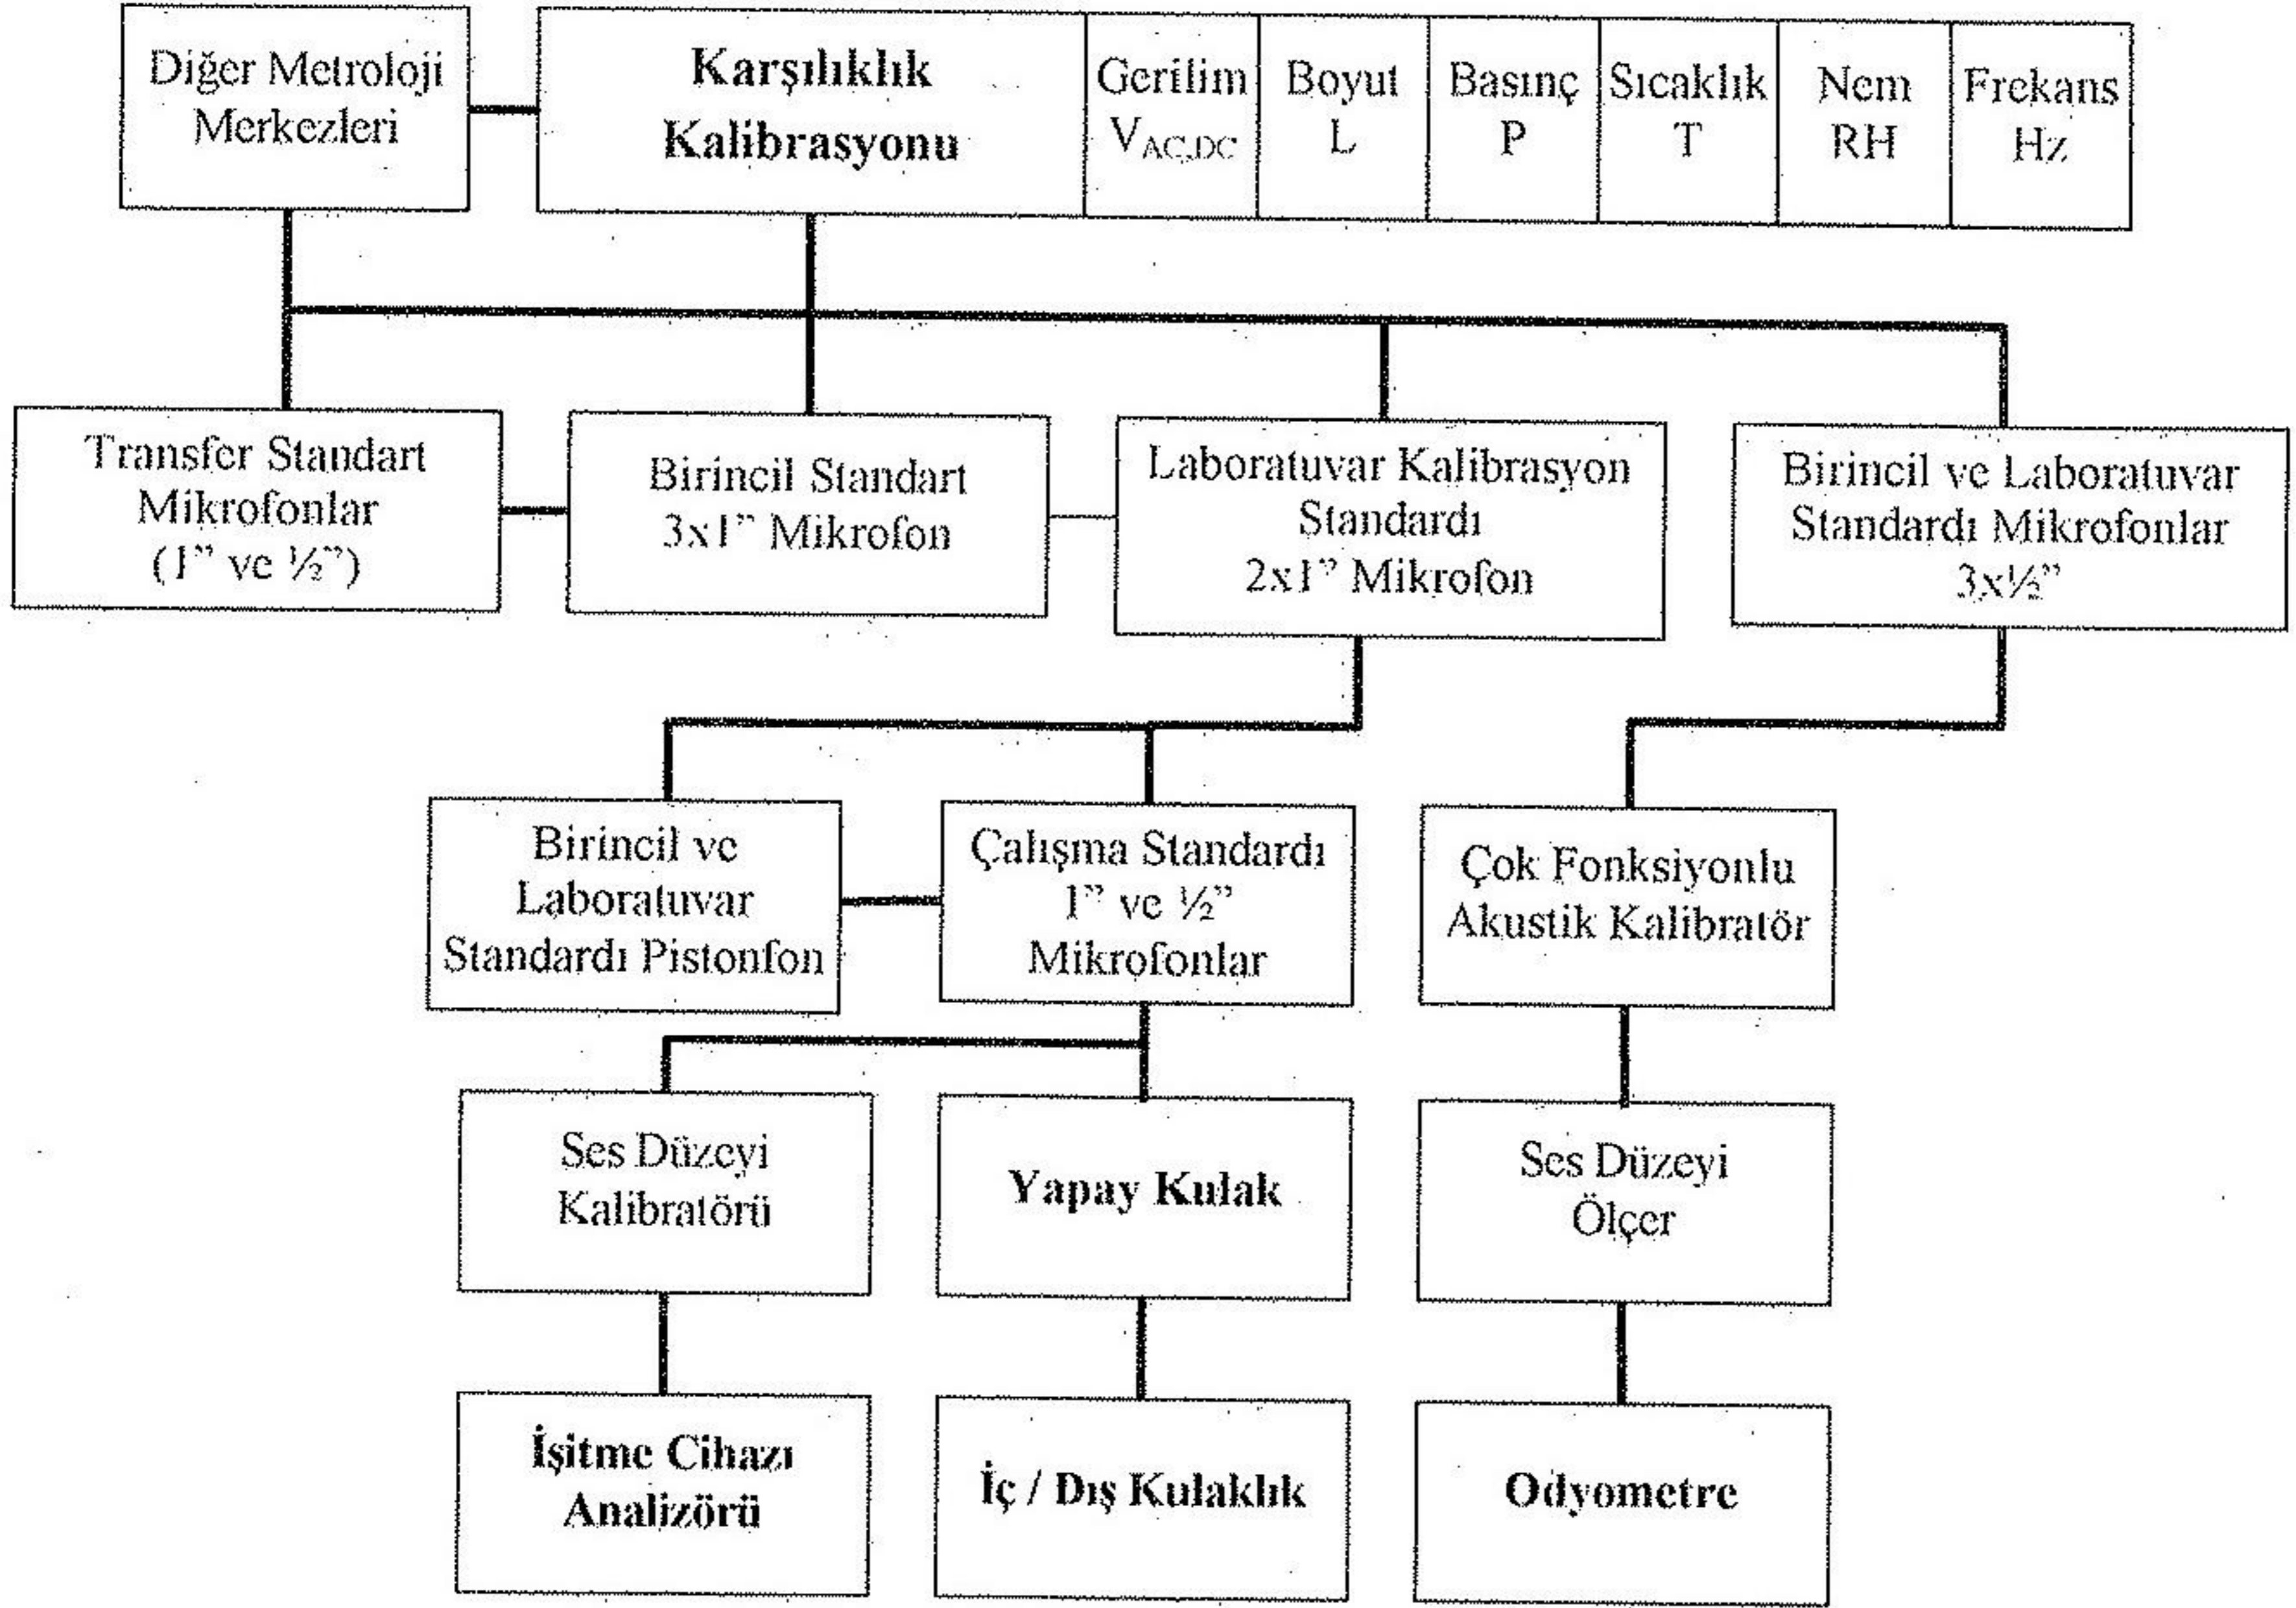 Diğer Metroloji
Merkezleri
Karşılıklık
Kalibrasyonu
Gerilim
V_AC,DC
Boyut
L
Basınç
P
Sıcaklık
T
Nem
RH
Frekans
Hz
Transfer Standart
Mikrofonlar
(1” ve ½”)
Birincil Standart
3x1” Mikrofon
Laboratuvar Kalibrasyon
Standardı
2x1” Mikrofon
Birincil ve Laboratuvar
Standardı Mikrofonlar
3x½”
Birincil ve
Laboratuvar
Standardı Pistonfon
Çalışma Standardı
1” ve ½”
Mikrofonlar
Çok Fonksiyonlu
Akustik Kalibratör
Ses Düzeyi
Kalibratörü
Yapay Kulak
Ses Düzeyi
Ölçer
İşitme Cihazı
Analizörü
İç / Dış Kulaklık
Odyometre